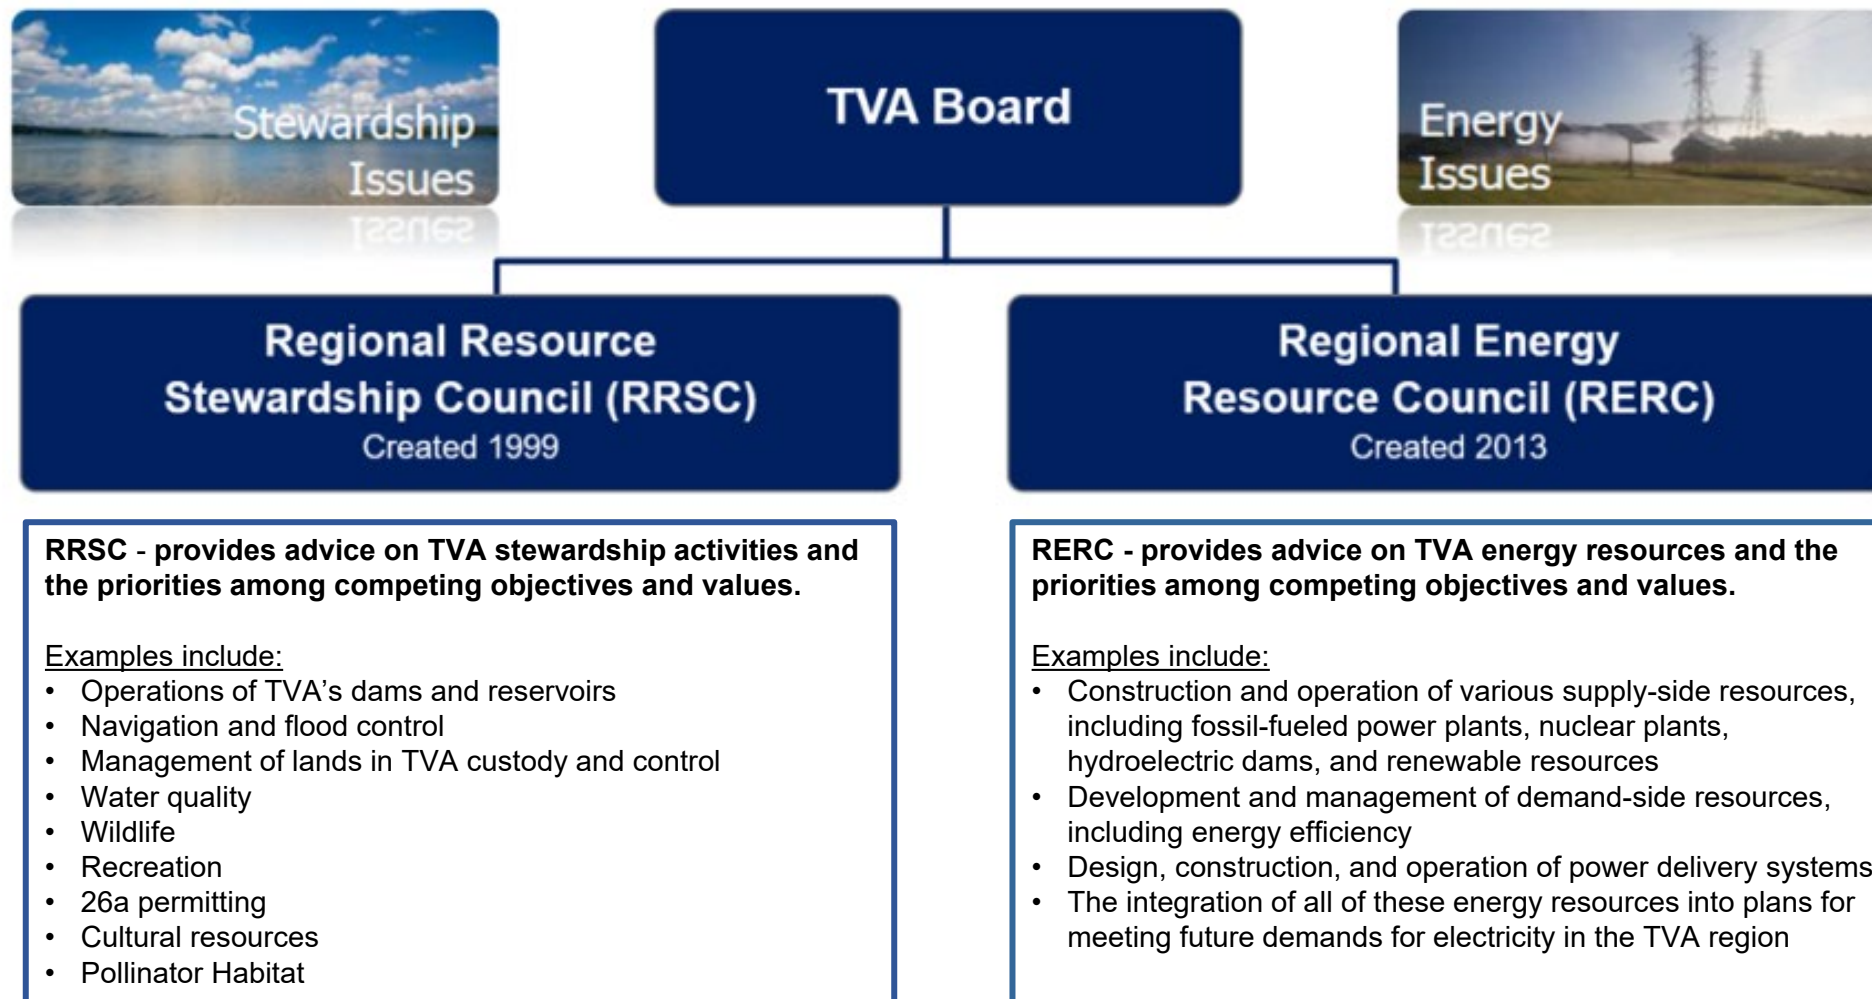 Stewardship
Issues
TVA Board
Energy
Issues
Regional Resource
Stewardship Council (RRSC)
Created 1999
Regional Energy
Resource Council (RERC)
Created 2013
RRSC - provides advice on TVA stewardship activities and
the priorities among competing objectives and values.
Examples include:
• Operations of TVA’s dams and reservoirs
• Navigation and flood control
• Management of lands in TVA custody and control
• Water quality
• Wildlife
• Recreation
• 26a permitting
• Cultural resources
• Pollinator Habitat
RERC - provides advice on TVA energy resources and the
priorities among competing objectives and values.
Examples include:
• Construction and operation of various supply-side resources,
including fossil-fueled power plants, nuclear plants,
hydroelectric dams, and renewable resources
• Development and management of demand-side resources,
including energy efficiency
• Design, construction, and operation of power delivery systems
• The integration of all of these energy resources into plans for
meeting future demands for electricity in the TVA region